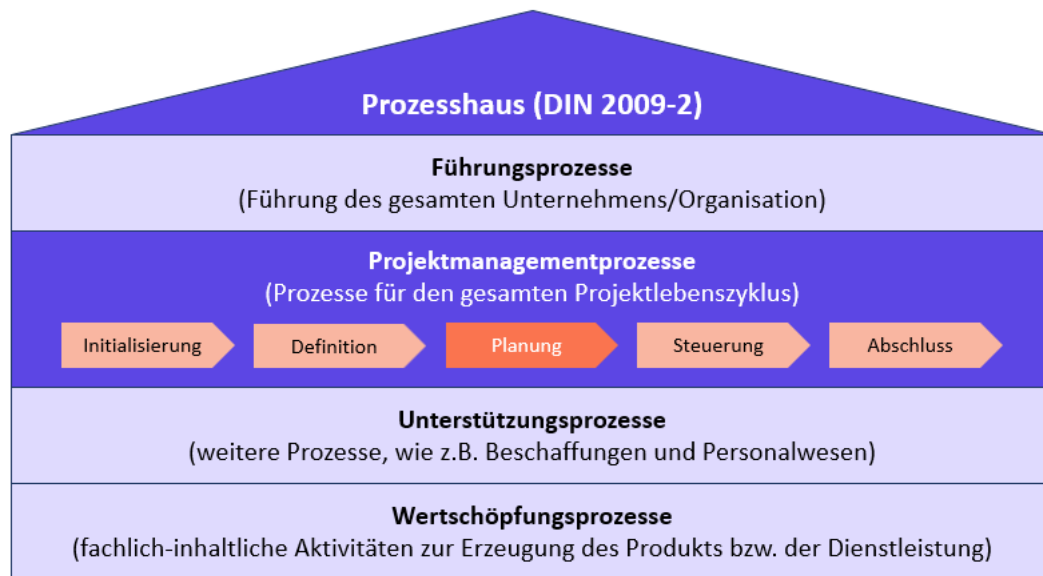 Prozesshaus (DIN 2009-2)
Führungsprozesse
(Führung des gesamten Unternehmens/Organisation)
Projektmanagementprozesse
(Prozesse für den gesamten Projektlebenszyklus)
Initialisierung
Definition
Planung
Steuerung
Abschluss
Unterstützungsprozesse
(weitere Prozesse, wie z.B. Beschaffungen und Personalwesen)
Wertschöpfungsprozesse
(fachlich-inhaltliche Aktivitäten zur Erzeugung des Produkts bzw. der Dienstleistung)